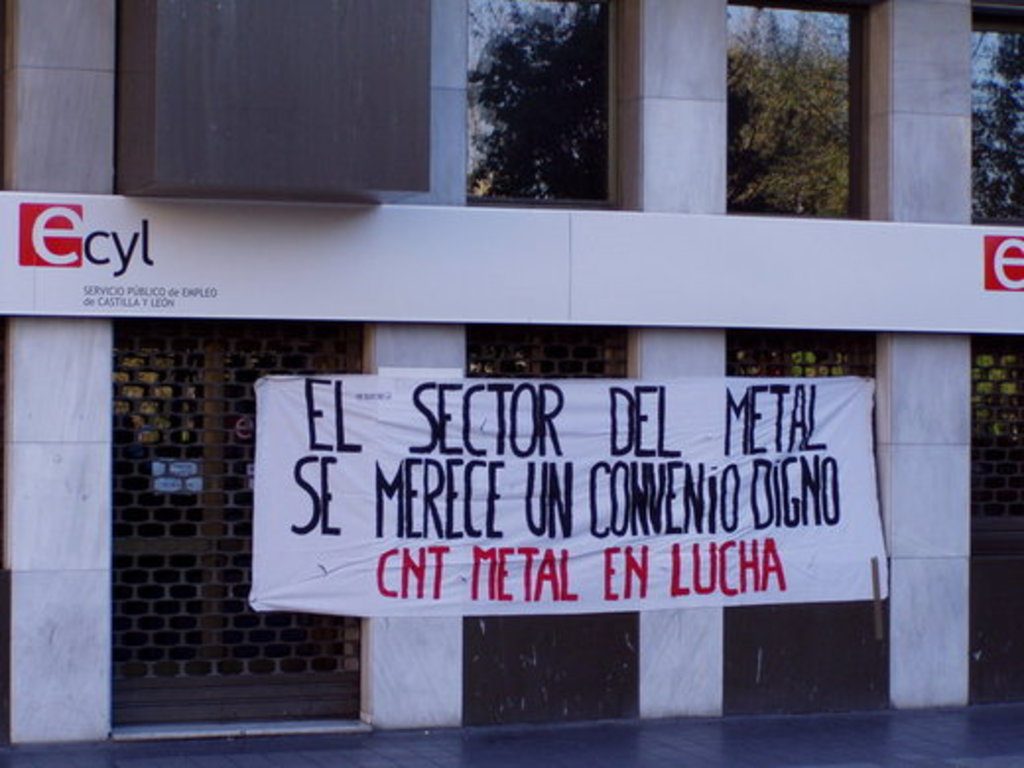 ecyl
SERVICIO PÚBLICO de EMPLEO
de CASTILLA Y LEÓN
e
EL SECTOR DEL METAL
SE MERECE UN CONVENiO DIGNO
CNT METAL EN LUCHA